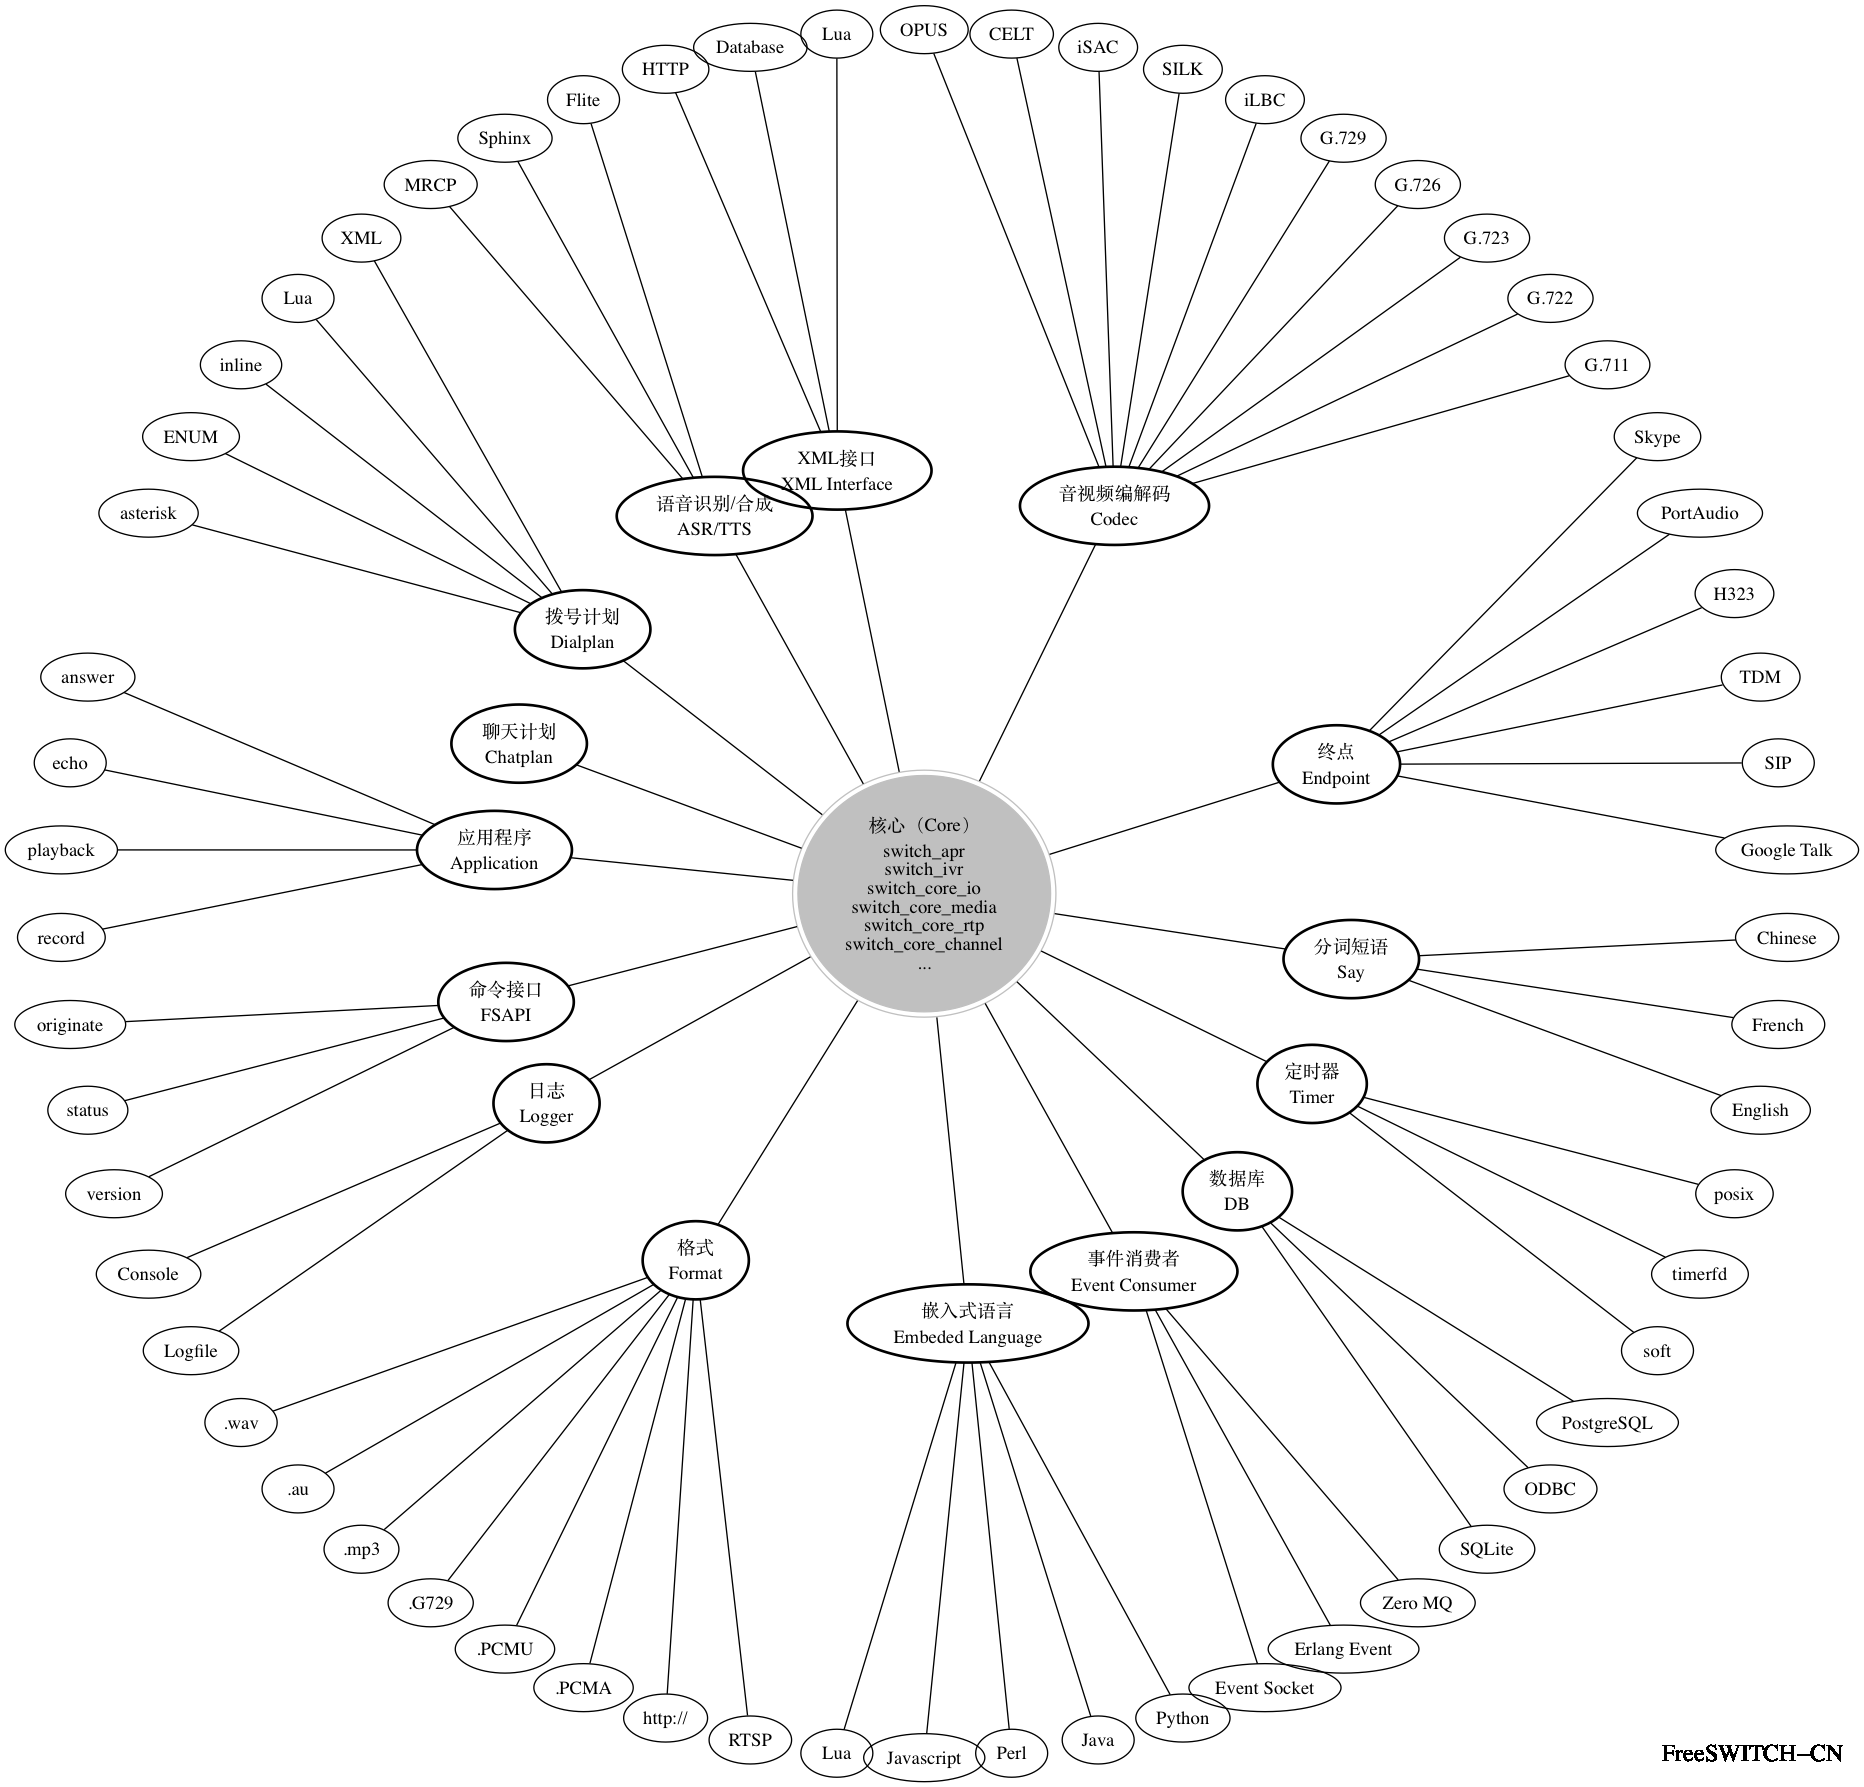 OPUS
CELT
Lua
iSAC
Database
SILK
HTTP
iLBC
Flite
G.729
Sphinx
G.726
MRCP
G.723
XML
G.722
Lua
G.711
inline
Skype
ENUM
XML接口
XML Interface
音视频编解码
Codec
语音识别/合成
ASR/TTS
PortAudio
asterisk
H323
拨号计划
Dialplan
TDM
answer
聊天计划
Chatplan
终点
Endpoint
SIP
echo
应用程序
Application
playback
Google Talk
核心（Core）
switch_apr
switch_ivr
switch_core_io
switch_core_media
switch_core_rtp
switch_core_channel
...
record
Chinese
分词短语
Say
命令接口
FSAPI
originate
French
定时器
Timer
日志
Logger
status
English
数据库
DB
version
posix
格式
Format
事件消费者
Event Consumer
Console
timerfd
嵌入式语言
Embeded Language
Logfile
soft
.wav
PostgreSQL
.au
ODBC
.mp3
SQLite
.G729
Zero MQ
.PCMU
Erlang Event
.PCMA
Event Socket
http://
Python
RTSP
Java
Lua
Javascript
Perl
FreeSWITCH-CN